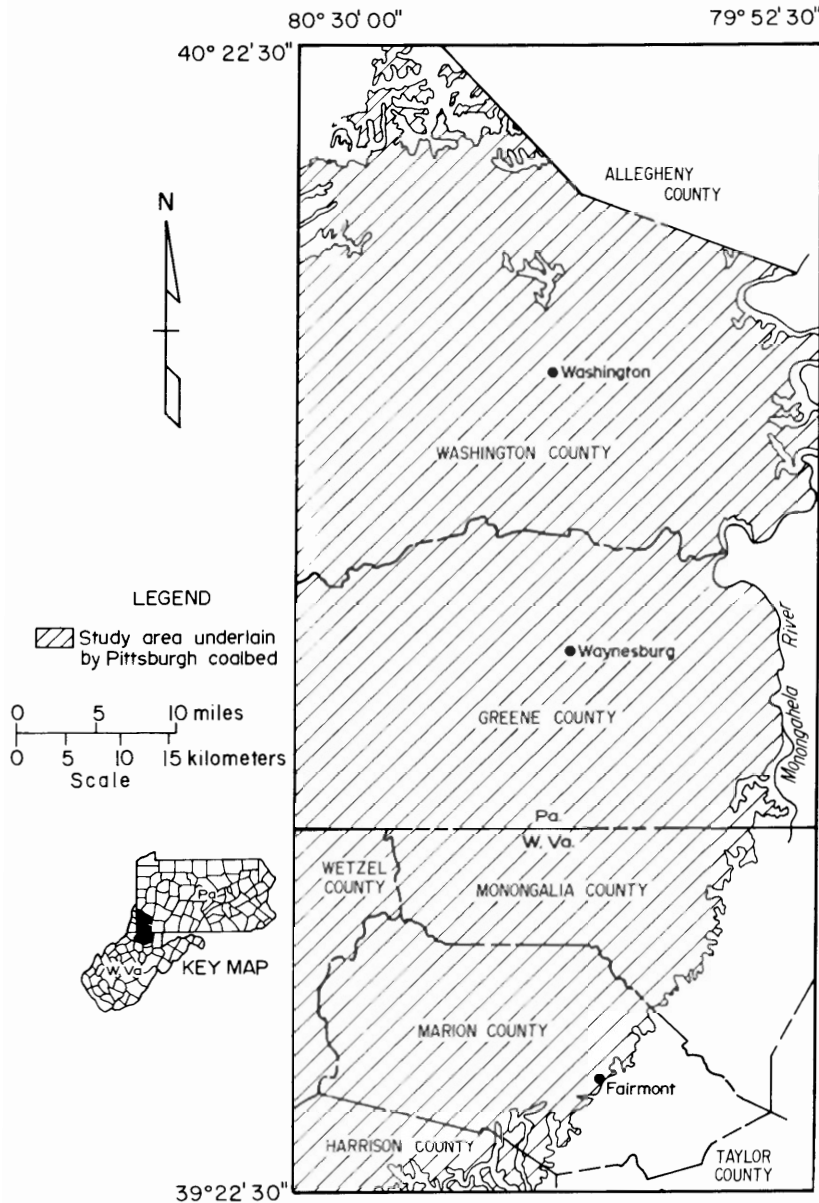 80° 30' 00"
79° 52' 30"
40° 22' 30"
ALLEGHENY
COUNTY
N
Washington
WASHINGTON COUNTY
LEGEND
Study area underlain
by Pittsburgh coalbed
Waynesburg
River
Monongahela
GREENE COUNTY
0 5 10 miles
0 5 10 15 kilometers
Scale
Pa.
W. Va.
WETZEL
COUNTY
MONONGALIA COUNTY
Pa.
W. Va.
KEY MAP
MARION COUNTY
Fairmont
HARRISON COUNTY
TAYLOR
COUNTY
39° 22' 30"